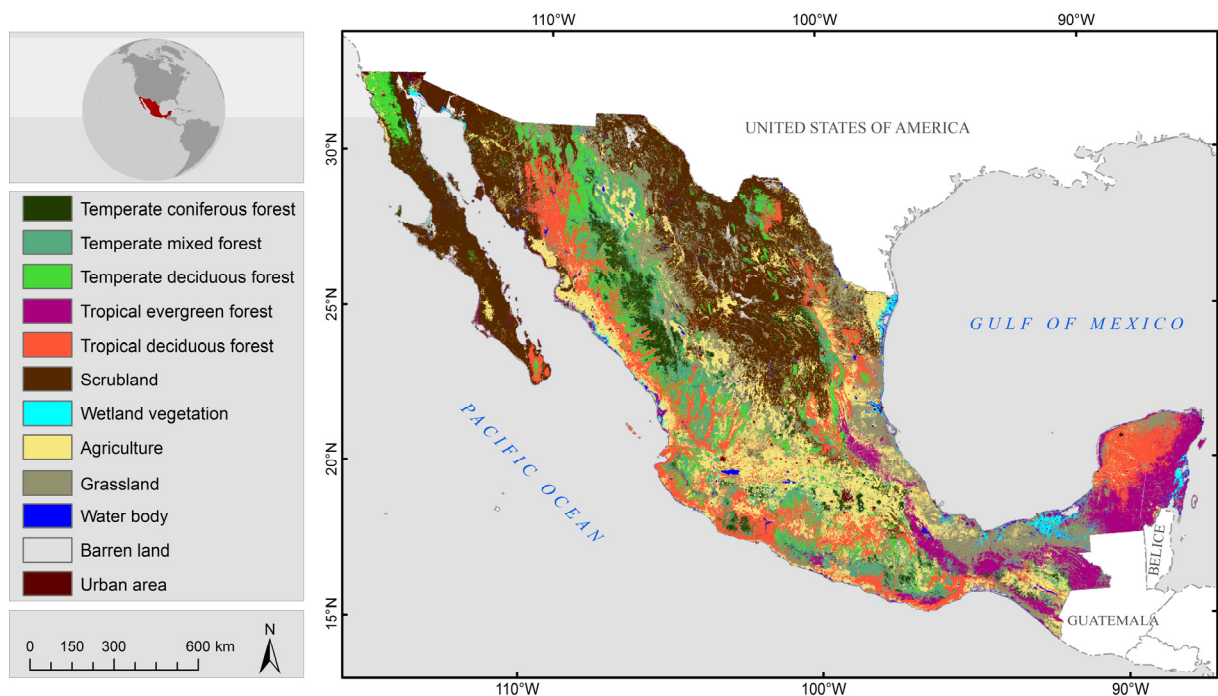 110°W
100°W
90°W
UNITED STATES OF AMERICA
30°N
Temperate coniferous forest
Temperate mixed forest
Temperate deciduous forest
Tropical evergreen forest
Tropical deciduous forest
Scrubland
Wetland vegetation
Agriculture
Grassland
Water body
Barren land
Urban area
25°N
GULF OF MEXICO
PACIFIC OCEAN
20°N
BELICE
15°N
GUATEMALA
N
0 150 300 600 km
110°W
100°W
90°W